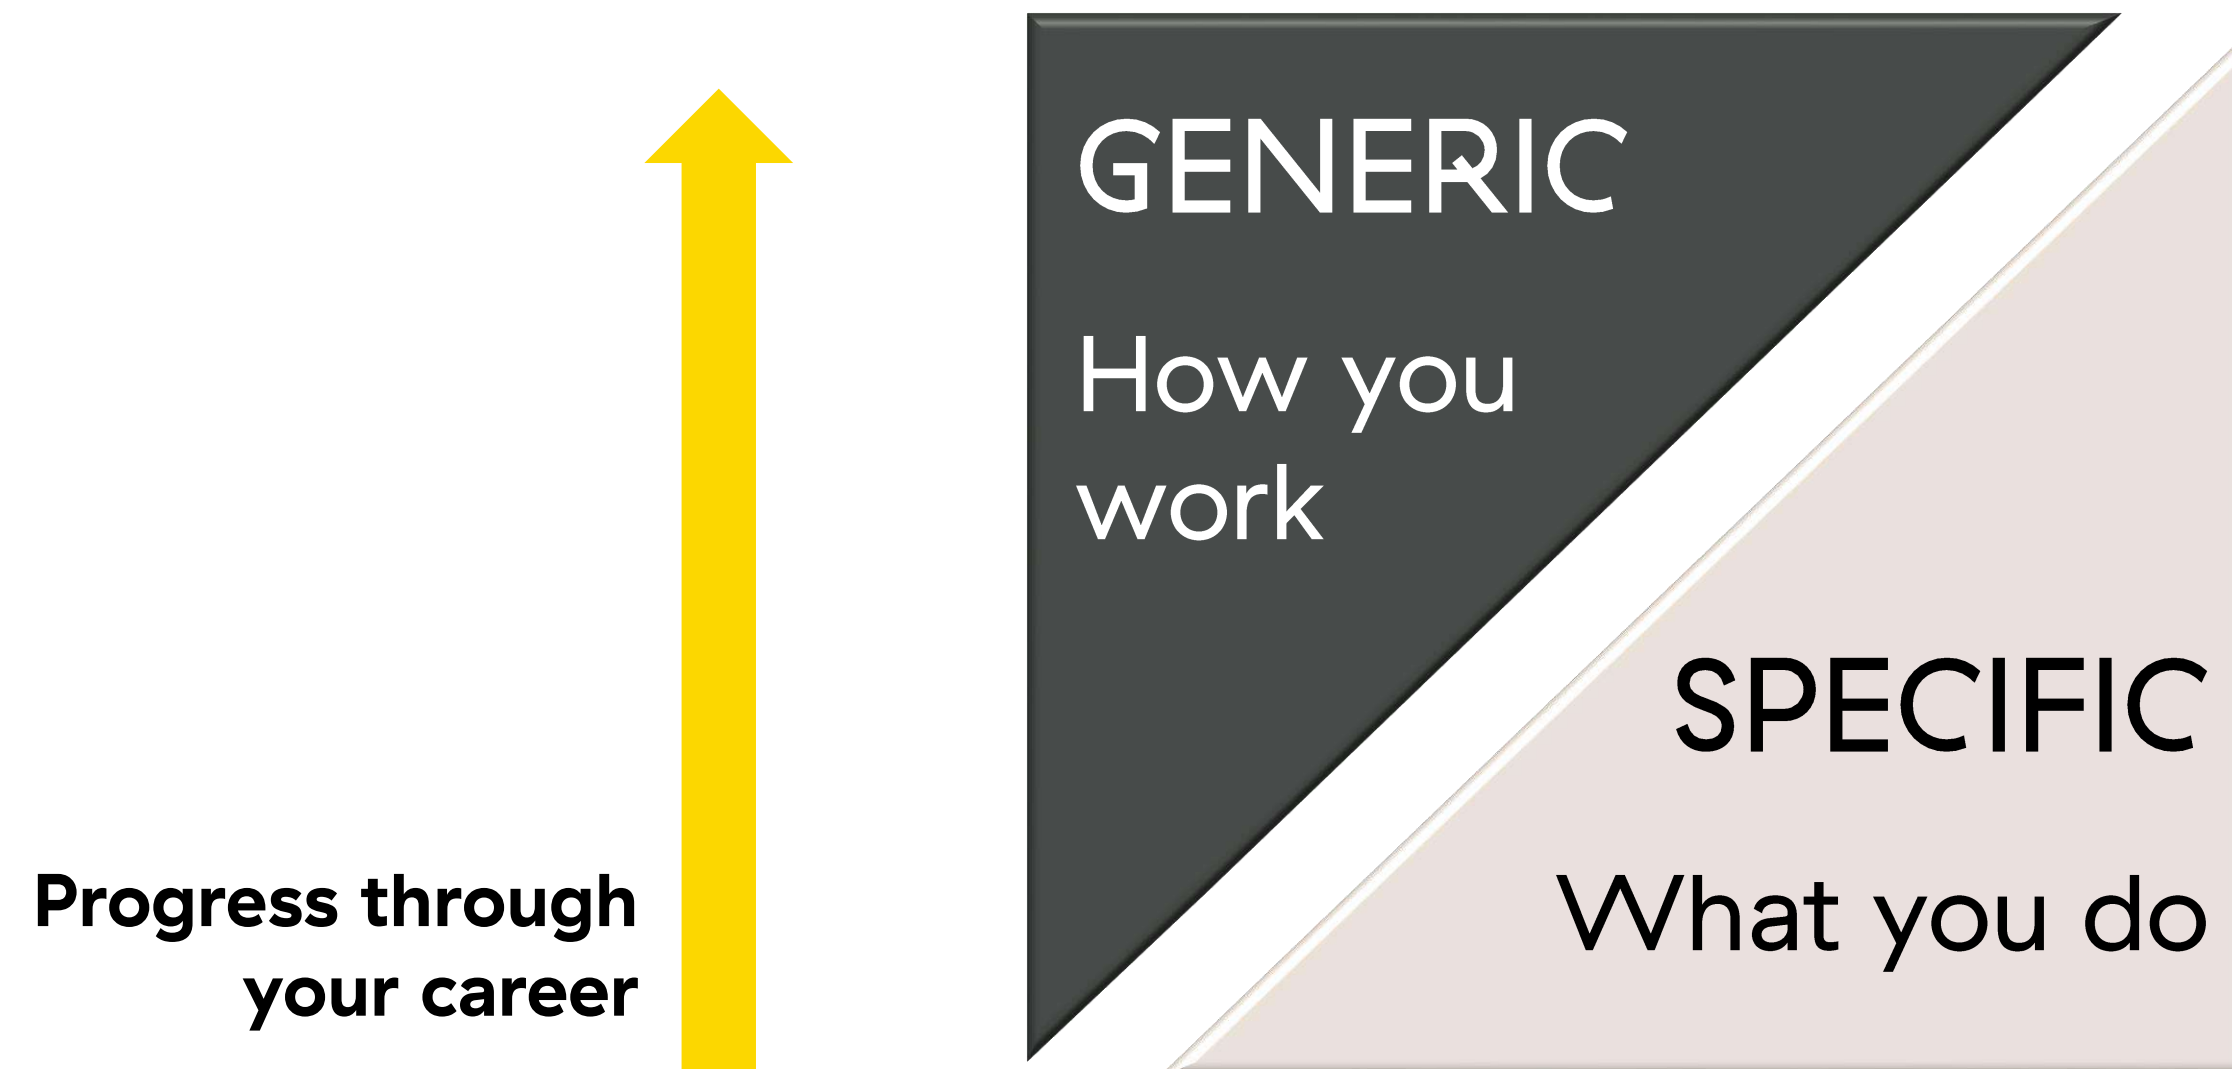 GENERIC
How you
work
SPECIFIC
What you do
Progress through
your career